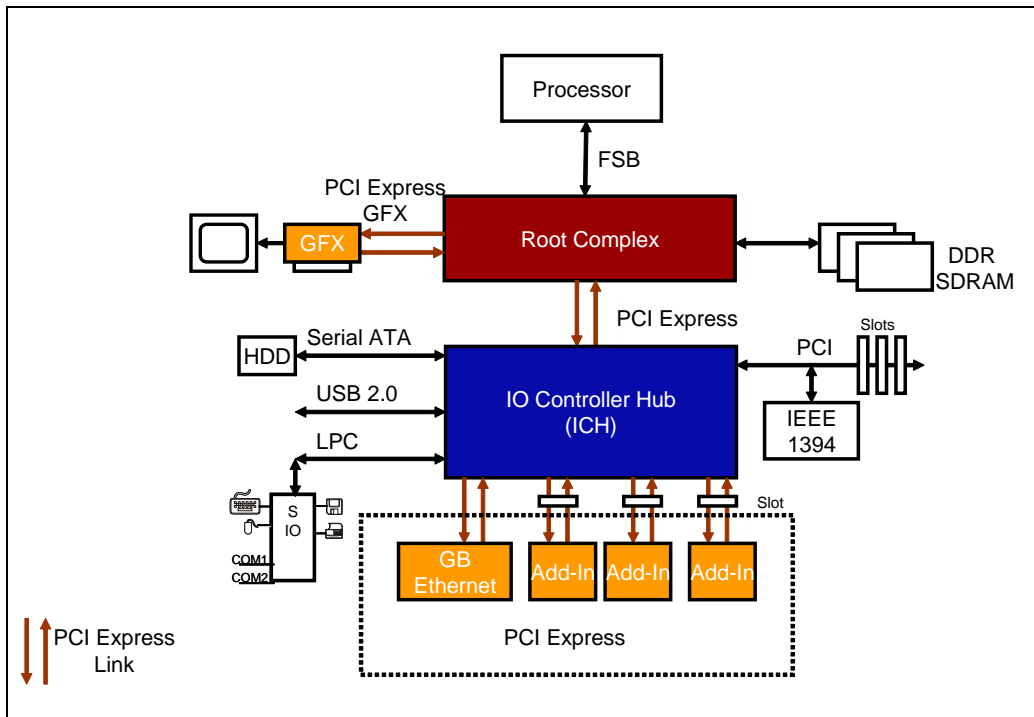 Processor
FSB
PCI Express
GFX
GFX
Root Complex
DDR
SDRAM
PCI Express
Serial ATA
HDD
USB 2.0
IO Controller Hub
(ICH)
PCI
Slots
IEEE
1394
LPC
S
IO
COM1
COM2
Slot
GB
Ethernet
Add-In
Add-In
Add-In
PCI Express
PCI Express
Link